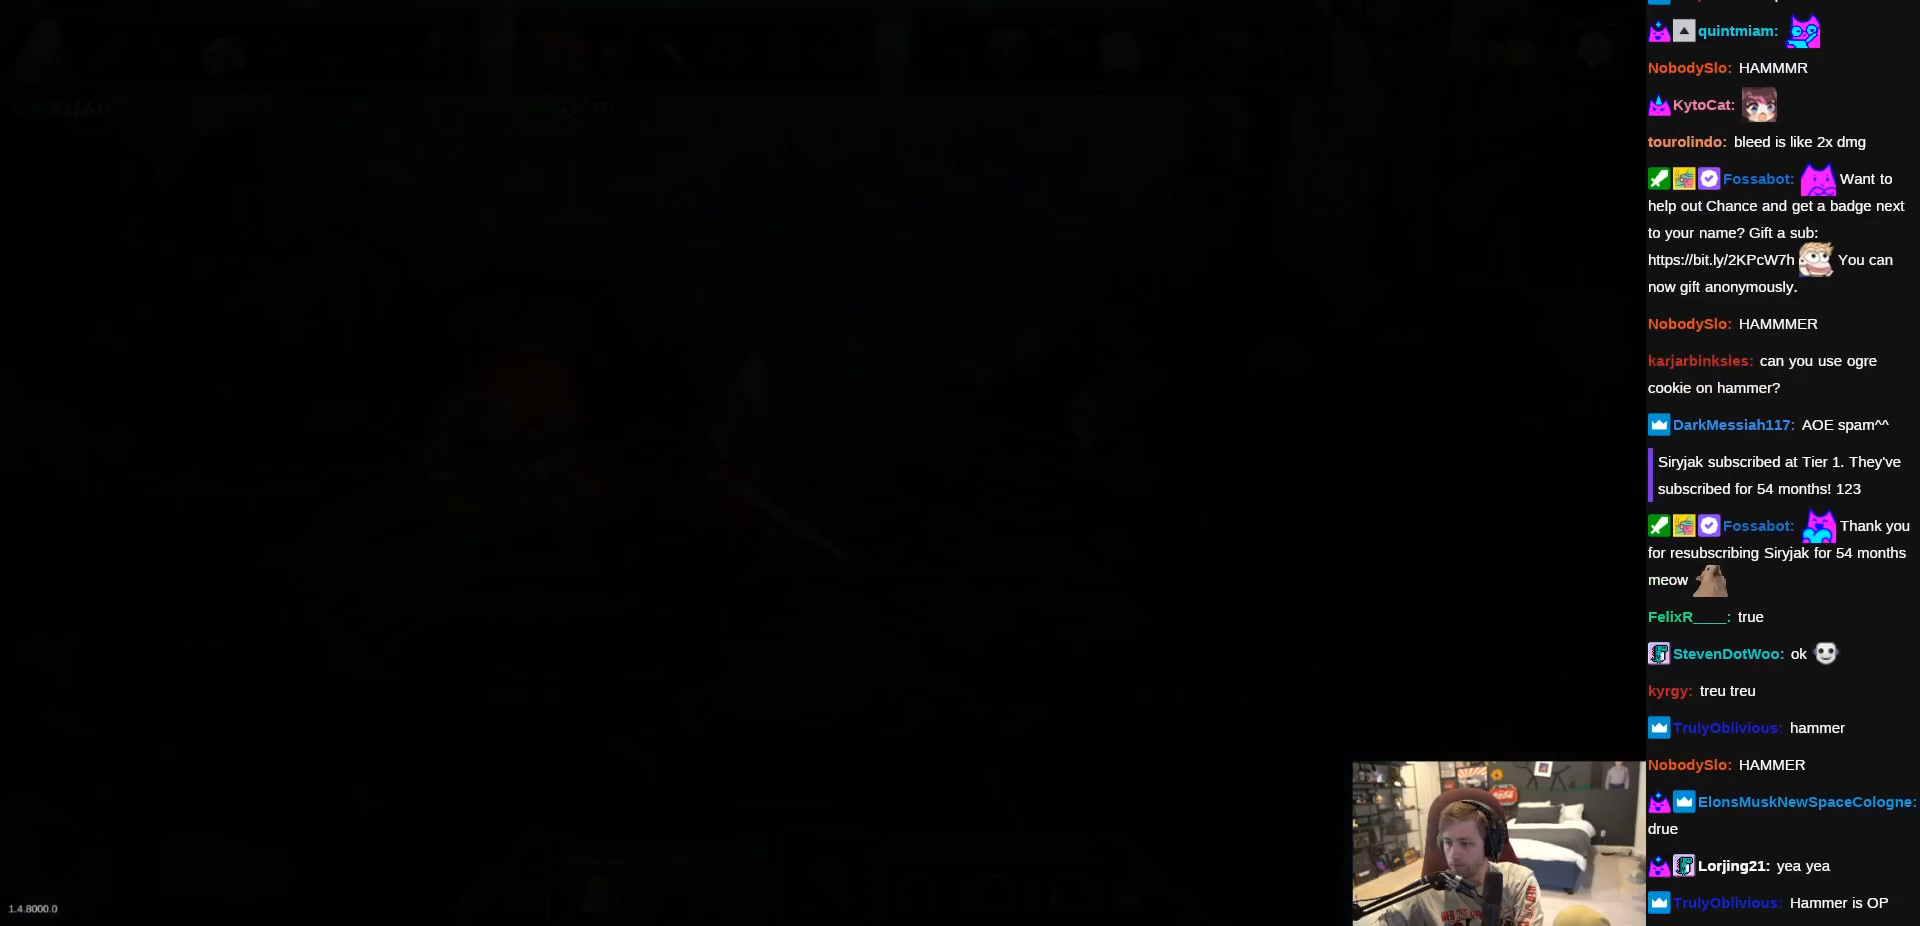 quintmiam:
NobodySlo: HAMMMR
KytoCat:
tourolindo: bleed is like 2x dmg
Fossabot: Want to
help out Chance and get a badge next
to your name? Gift a sub:
https://bit.ly/2KPcW7h You can
now gift anonymously.
NobodySlo: HAMMMER
karjarbinksies: can you use ogre
cookie on hammer?
DarkMessiah117: AOE spam^^
Siryjak subscribed at Tier 1. They've
subscribed for 54 months! 123
Fossabot: Thank you
for resubscribing Siryjak for 54 months
meow
FelixR____: true
StevenDotWoo: ok
kyrgy: treu treu
TrulyOblivious: hammer
NobodySlo: HAMMER
ElonsMuskNewSpaceCologne:
drue
Lorjing21: yea yea
TrulyOblivious: Hammer is OP
1.4.8000.0